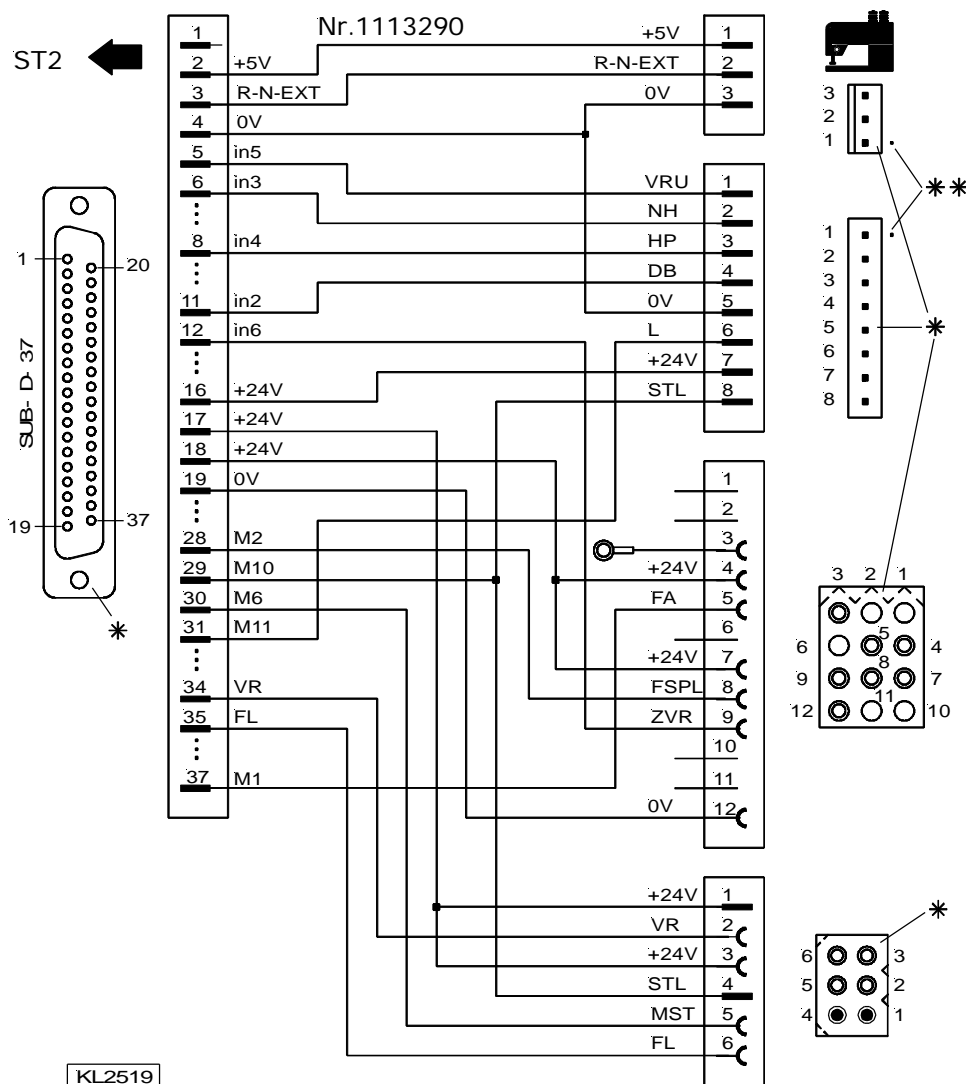 Nr.1113290
ST2
1
2 +5V
3 R-N-EXT
4 0V
5 in5
6 in3
8 in4
11 in2
12 in6
16 +24V
17 +24V
18 +24V
19 0V
28 M2
29 M10
30 M6
31 M11
34 VR
35 FL
37 M1
1 20
SUB- D- 37
19 37
+5V 1
R-N-EXT 2
0V 3
VRU 1
NH 2
HP 3
DB 4
0V 5
L 6
+24V 7
STL 8
1
2
3
+24V 4
FA 5
6
+24V 7
FSPL 8
ZVR 9
10
11
0V 12
+24V 1
VR 2
+24V 3
STL 4
MST 5
FL 6
3
2
1
1
2
3
4
5
6
7
8
3 2 1
6 5 4
9 8 7
12 11 10
6 3
5 2
4 1
KL2519